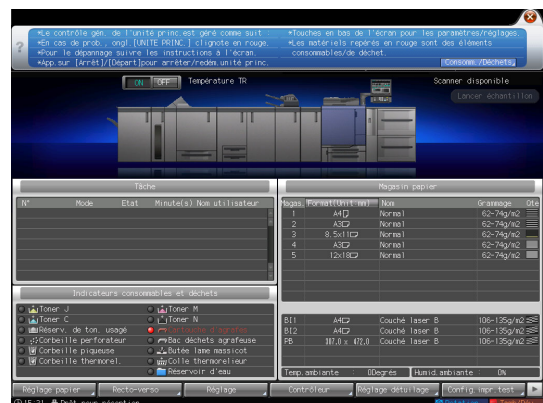 *Le contrôle gén. de l'unité princ.est géré comme suit
*En cas de prob., ongl.[UNITE PRINC.] clignote en rouge.
*Pour le dépannage suivre les instructions à l'écran.
*App.sur [Arrêt]/[Départ]pour arrêter/redém.unité princ.
*Touches en bas de l'écran pour les paramètres/réglages.
*Les matériels repérés en rouge sont des éléments
consommables/de déchet.
Consomm./Déchets
ON OFF Température TR
Scanner disponible
Lancer échantillon
Tâche
N° Mode Etat Minute(s) Nom utilisateur
Indicateurs consommables et déchets
Toner J
Toner M
Toner C
Toner N
Réserv. de ton. usagé
Cartouche d'agrafes
Corbeille perforateur
Bac déchets agrafeuse
Corbeille piqueuse
Butée lame massicot
Corbeille thermorel.
Colle thermorelieur
Réservoir d'eau
Magasin papier
Magas. Format(Unit mm) Nom Grammage Qte
1 A4 Normal 62-74g/m2
2 A3 Normal 62-74g/m2
3 8.5x11 Normal 62-74g/m2
4 A3 Normal 62-74g/m2
5 12x18 Normal 62-74g/m2
BI1 A4 Couché laser B 106-135g/m2
BI2 A4 Couché laser B 106-135g/m2
PB Couché laser B 106-135g/m2
Temp.ambiante : 0Degrés Humid.ambiante : 0%
Réglage papier Recto-verso Réglage Contrôleur Réglage détuilage Config.impr.test
15:21 Prêt pour réception
Rotation